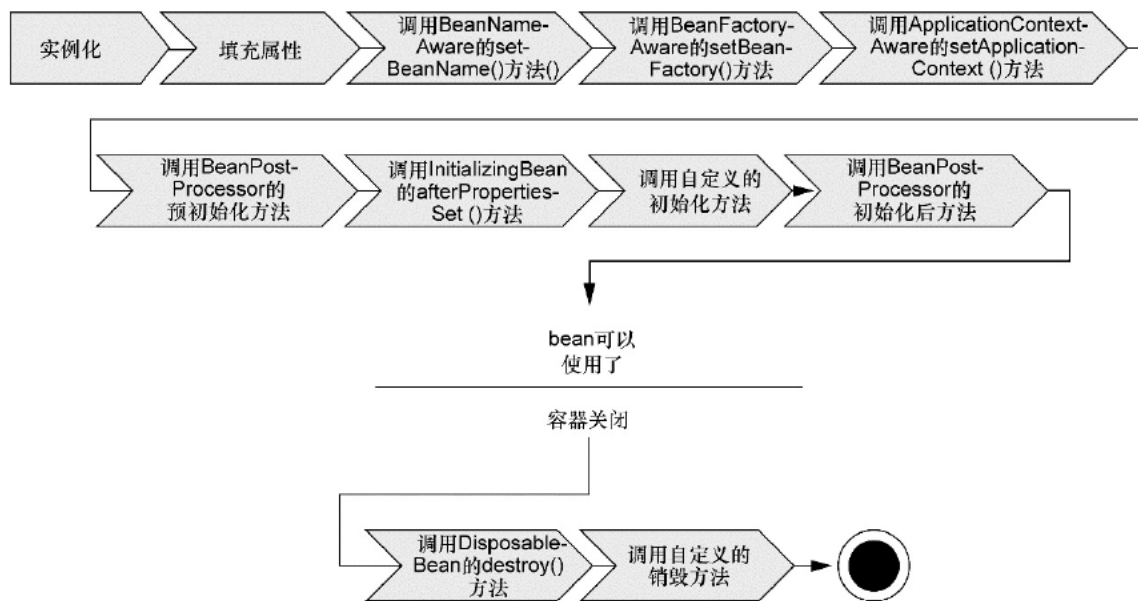 实例化
填充属性
调用BeanName-
Aware的set-
BeanName()方法()
调用BeanFactory-
Aware的setBean-
Factory()方法
调用ApplicationContext-
Aware的setApplication-
Context ()方法
调用BeanPost-
Processor的
预初始化方法
调用InitializingBean
的afterProperties-
Set ()方法
调用自定义的
初始化方法
调用BeanPost-
Processor的
初始化后方法
bean可以
使用了
容器关闭
调用Disposable-
Bean的destroy()
方法
调用自定义的
销毁方法